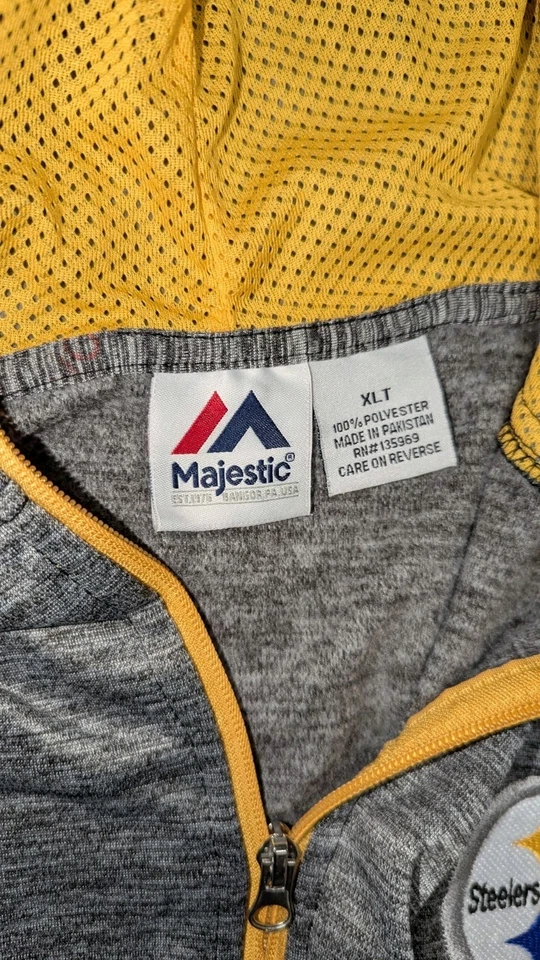 Majestic®
EST.1976 BANGOR, PA, USA
XLT
100% POLYESTER
MADE IN PAKISTAN
RN# 135969
CARE ON REVERSE
Steelers